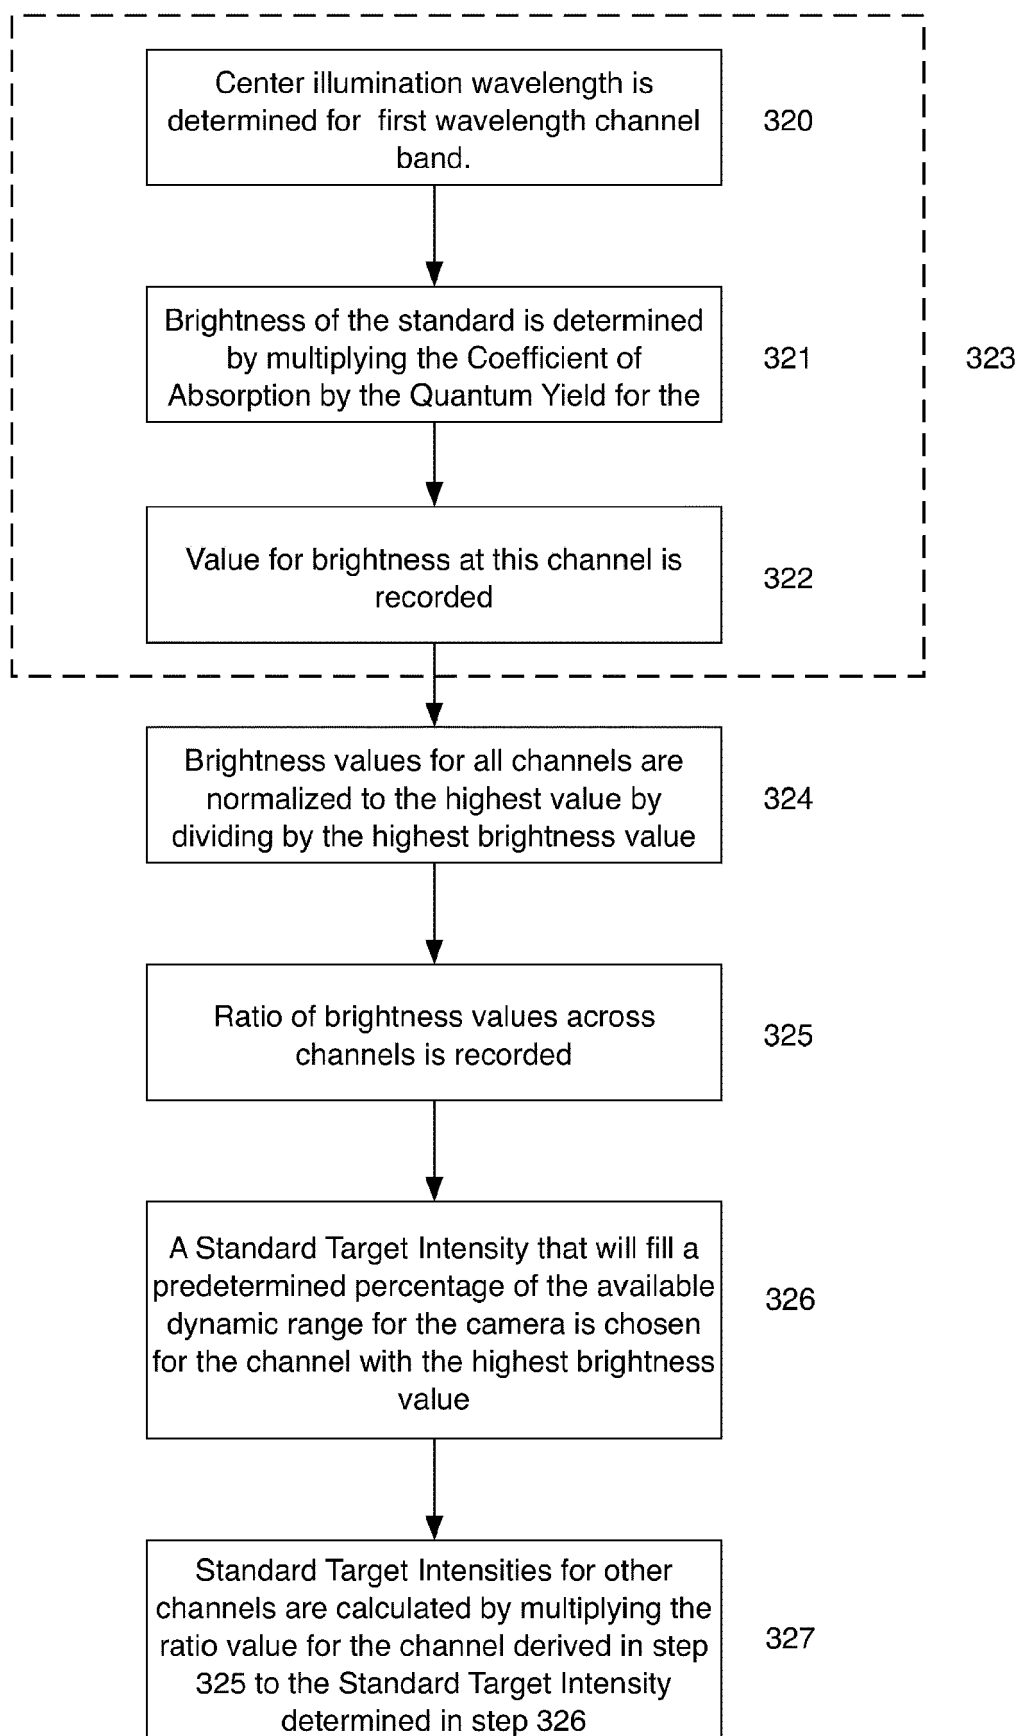 Center illumination wavelength is
determined for first wavelength channel
band.
320
Brightness of the standard is determined
by multiplying the Coefficient of
Absorption by the Quantum Yield for the
321
323
Value for brightness at this channel is
recorded
322
Brightness values for all channels are
normalized to the highest value by
dividing by the highest brightness value
324
Ratio of brightness values across
channels is recorded
325
A Standard Target Intensity that will fill a
predetermined percentage of the available
dynamic range for the camera is chosen
for the channel with the highest brightness
value
326
Standard Target Intensities for other
channels are calculated by multiplying the
ratio value for the channel derived in step
325 to the Standard Target Intensity
determined in step 326
327